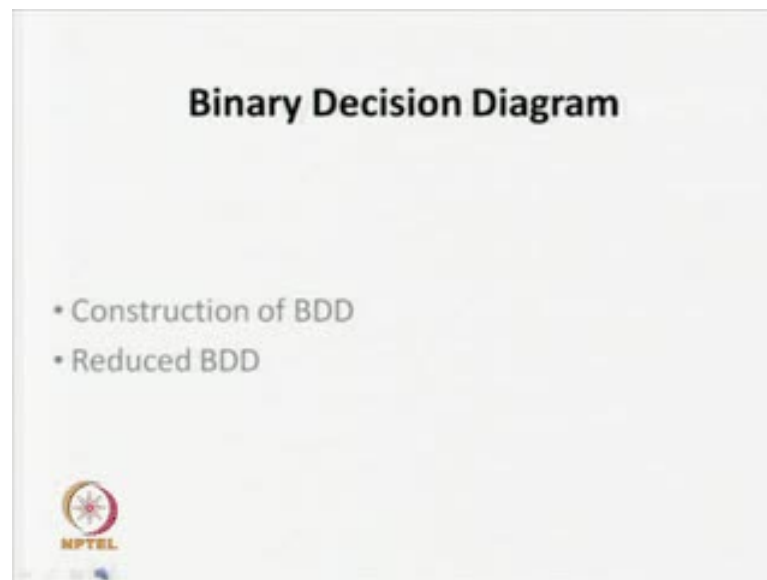 Binary Decision Diagram
• Construction of BDD
• Reduced BDD
NPTEL